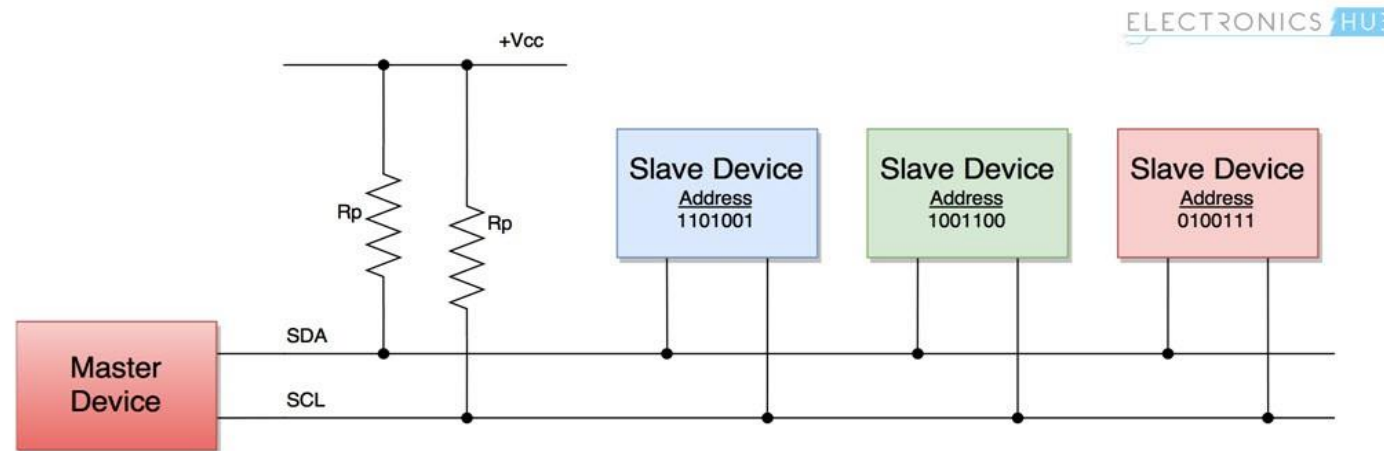 ELECTRONICS HUB
+Vcc
Slave Device
Address
1101001
Slave Device
Address
1001100
Slave Device
Address
0100111
Rp
Rp
SDA
Master
Device
SCL